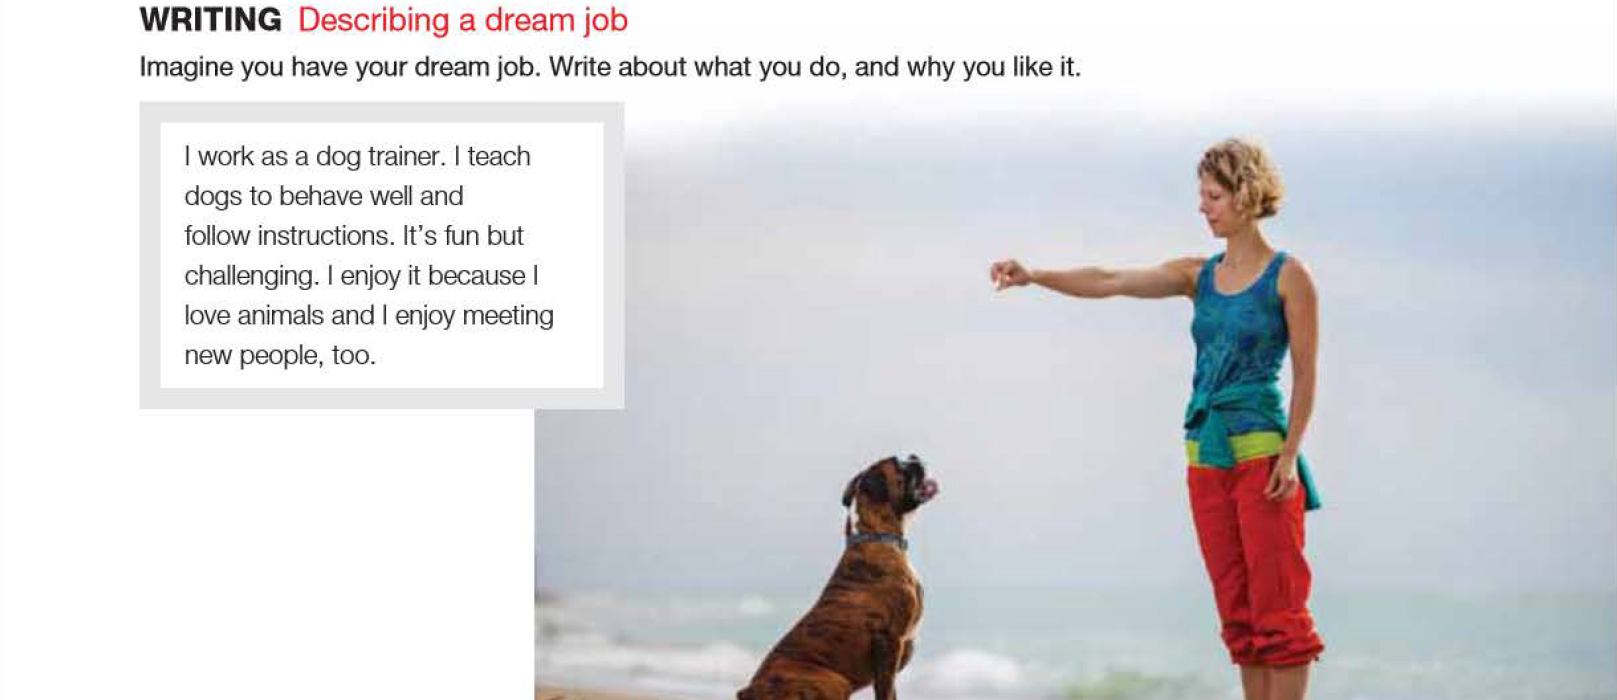 WRITING Describing a dream job
Imagine you have your dream job. Write about what you do, and why you like it.
I work as a dog trainer. I teach
dogs to behave well and
follow instructions. It's fun but
challenging. I enjoy it because I
love animals and I enjoy meeting
new people, too.